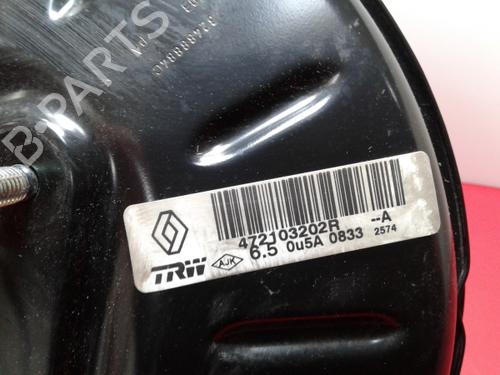 B-PARTS
TRW
AJK
472103202R
--A
6.5 0u5A 0833 2574